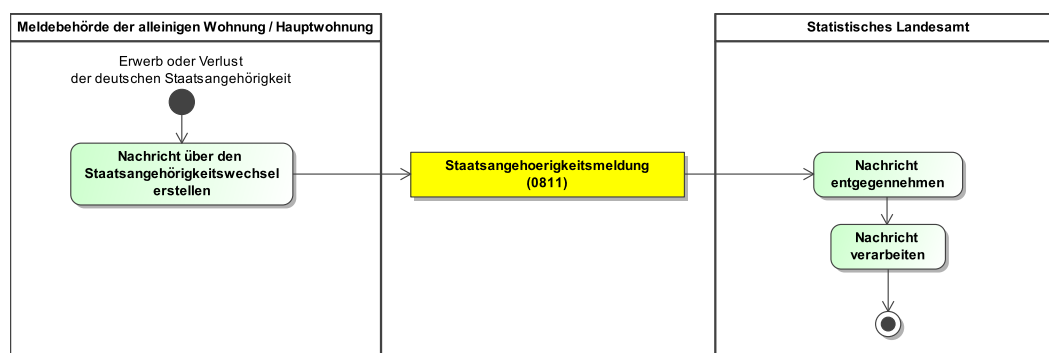 Meldebehörde der alleinigen Wohnung / Hauptwohnung
Statistisches Landesamt
Erwerb oder Verlust
der deutschen Staatsangehörigkeit
Nachricht über den
Staatsangehörigkeitswechsel
erstellen
Staatsangehoerigkeitsmeldung
(0811)
Nachricht
entgegennehmen
Nachricht
verarbeiten